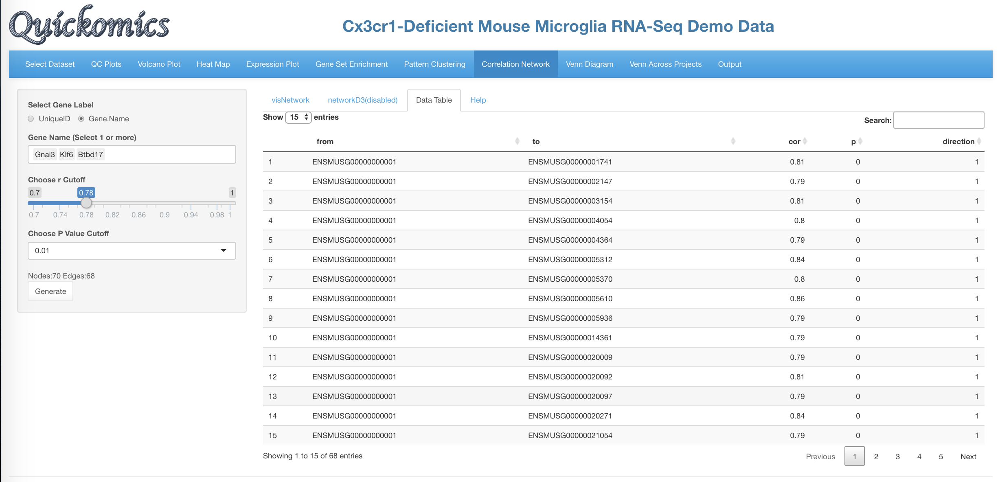 Quickomics
Cx3cr1-Deficient Mouse Microglia RNA-Seq Demo Data
Select Dataset QC Plots Volcano Plot Heat Map Expression Plot Gene Set Enrichment Pattern Clustering Correlation Network Venn Diagram Venn Across Projects Output
Select Gene Label
UniqueID Gene.Name
Gene Name (Select 1 or more)
Gnai3 Klf6 Btbd17
Choose r Cutoff
0.7 0.78 1
0.7 0.74 0.78 0.82 0.86 0.9 0.94 0.98 1
Choose P Value Cutoff
0.01
Nodes:70 Edges:68
Generate
visNetwork networkD3(disabled) Data Table Help
Show 15 entries
Search:
from to cor p direction
1 ENSMUSG00000000001 ENSMUSG00000001741 0.81 0 1
2 ENSMUSG00000000001 ENSMUSG00000002147 0.79 0 1
3 ENSMUSG00000000001 ENSMUSG00000003154 0.81 0 1
4 ENSMUSG00000000001 ENSMUSG00000004054 0.8 0 1
5 ENSMUSG00000000001 ENSMUSG00000004364 0.79 0 1
6 ENSMUSG00000000001 ENSMUSG00000005312 0.84 0 1
7 ENSMUSG00000000001 ENSMUSG00000005370 0.8 0 1
8 ENSMUSG00000000001 ENSMUSG00000005610 0.86 0 1
9 ENSMUSG00000000001 ENSMUSG00000005936 0.79 0 1
10 ENSMUSG00000000001 ENSMUSG00000014361 0.79 0 1
11 ENSMUSG00000000001 ENSMUSG00000020009 0.79 0 1
12 ENSMUSG00000000001 ENSMUSG00000020092 0.81 0 1
13 ENSMUSG00000000001 ENSMUSG00000020097 0.79 0 1
14 ENSMUSG00000000001 ENSMUSG00000020271 0.84 0 1
15 ENSMUSG00000000001 ENSMUSG00000021054 0.79 0 1
Showing 1 to 15 of 68 entries
Previous 1 2 3 4 5 Next